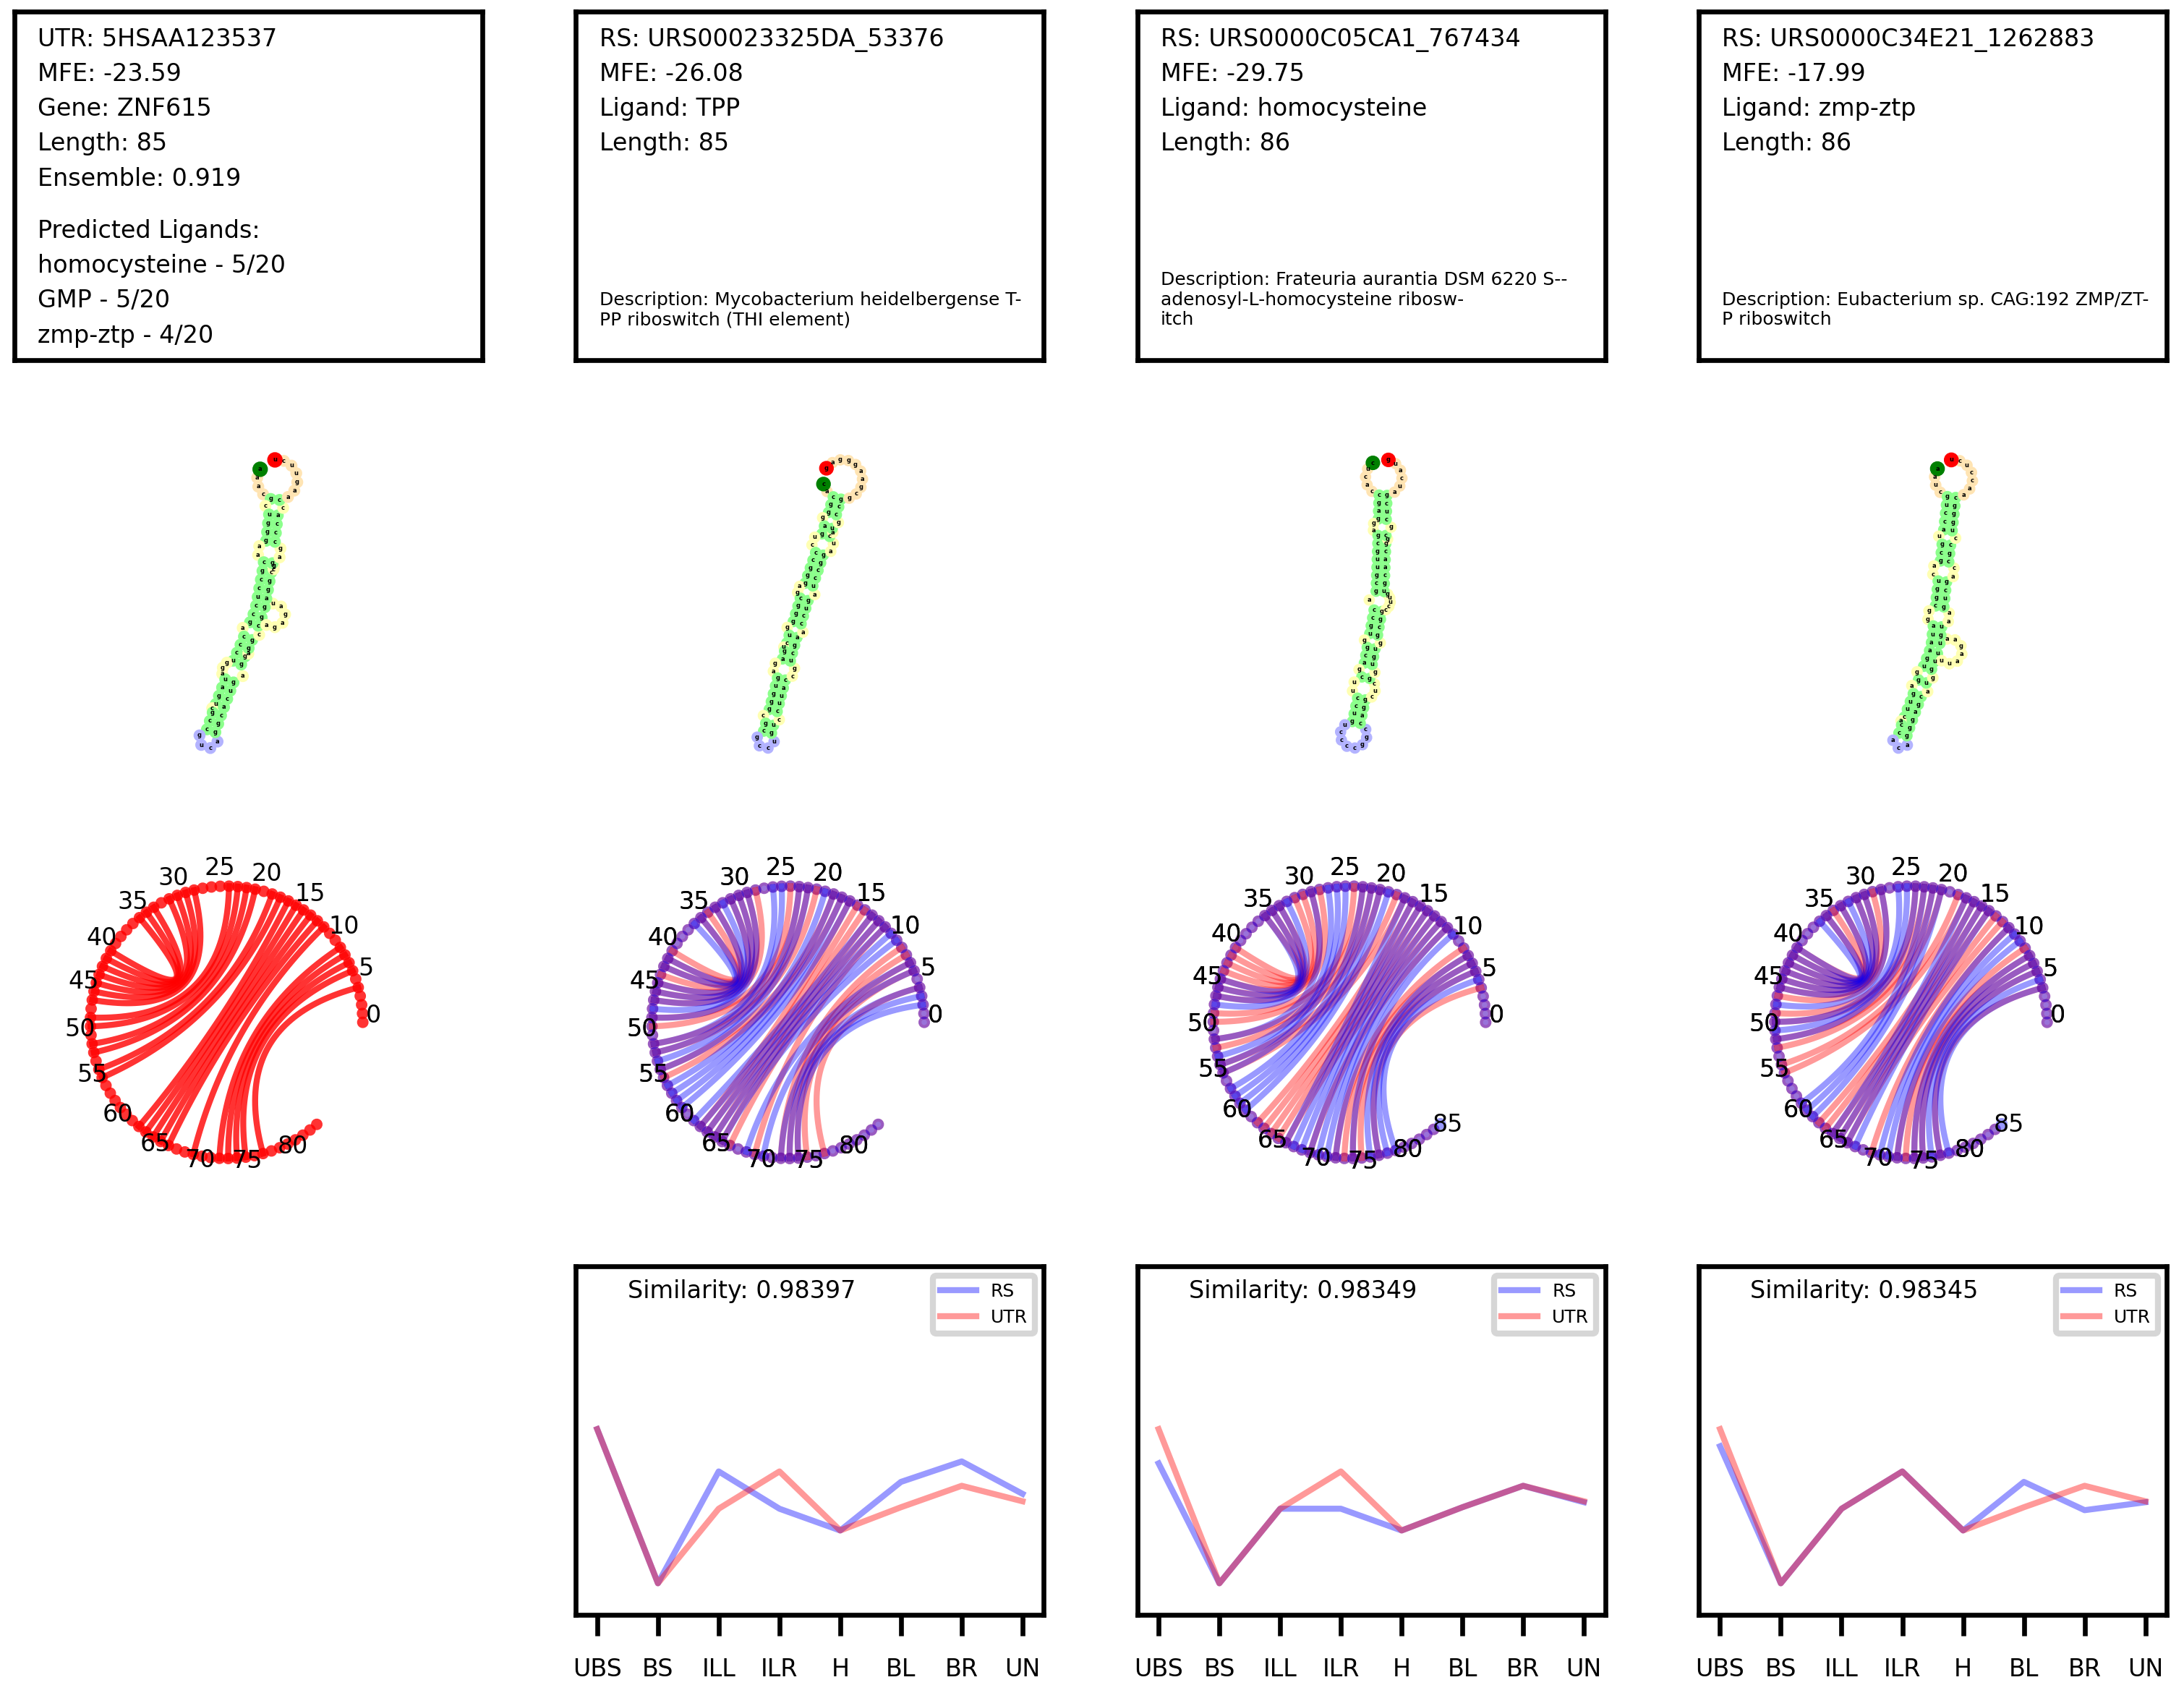 UTR: 5HSAA123537
MFE: -23.59
Gene: ZNF615
Length: 85
Ensemble: 0.919
Predicted Ligands:
homocysteine - 5/20
GMP - 5/20
zmp-ztp - 4/20
RS: URS00023325DA_53376
MFE: -26.08
Ligand: TPP
Length: 85
Description: Mycobacterium heidelbergense T-
PP riboswitch (THI element)
RS: URS0000C05CA1_767434
MFE: -29.75
Ligand: homocysteine
Length: 86
Description: Frateuria aurantia DSM 6220 S--
adenosyl-L-homocysteine ribosw-
itch
RS: URS0000C34E21_1262883
MFE: -17.99
Ligand: zmp-ztp
Length: 86
Description: Eubacterium sp. CAG:192 ZMP/ZT-
P riboswitch
0 5 10 15 20 25 30 35 40 45 50 55 60 65 70 75 80
0 5 10 15 20 25 30 35 40 45 50 55 60 65 70 75 80
0 5 10 15 20 25 30 35 40 45 50 55 60 65 70 75 80 85
0 5 10 15 20 25 30 35 40 45 50 55 60 65 70 75 80 85
Similarity: 0.98397
RS
UTR
UBS BS ILL ILR H BL BR UN
Similarity: 0.98349
RS
UTR
UBS BS ILL ILR H BL BR UN
Similarity: 0.98345
RS
UTR
UBS BS ILL ILR H BL BR UN